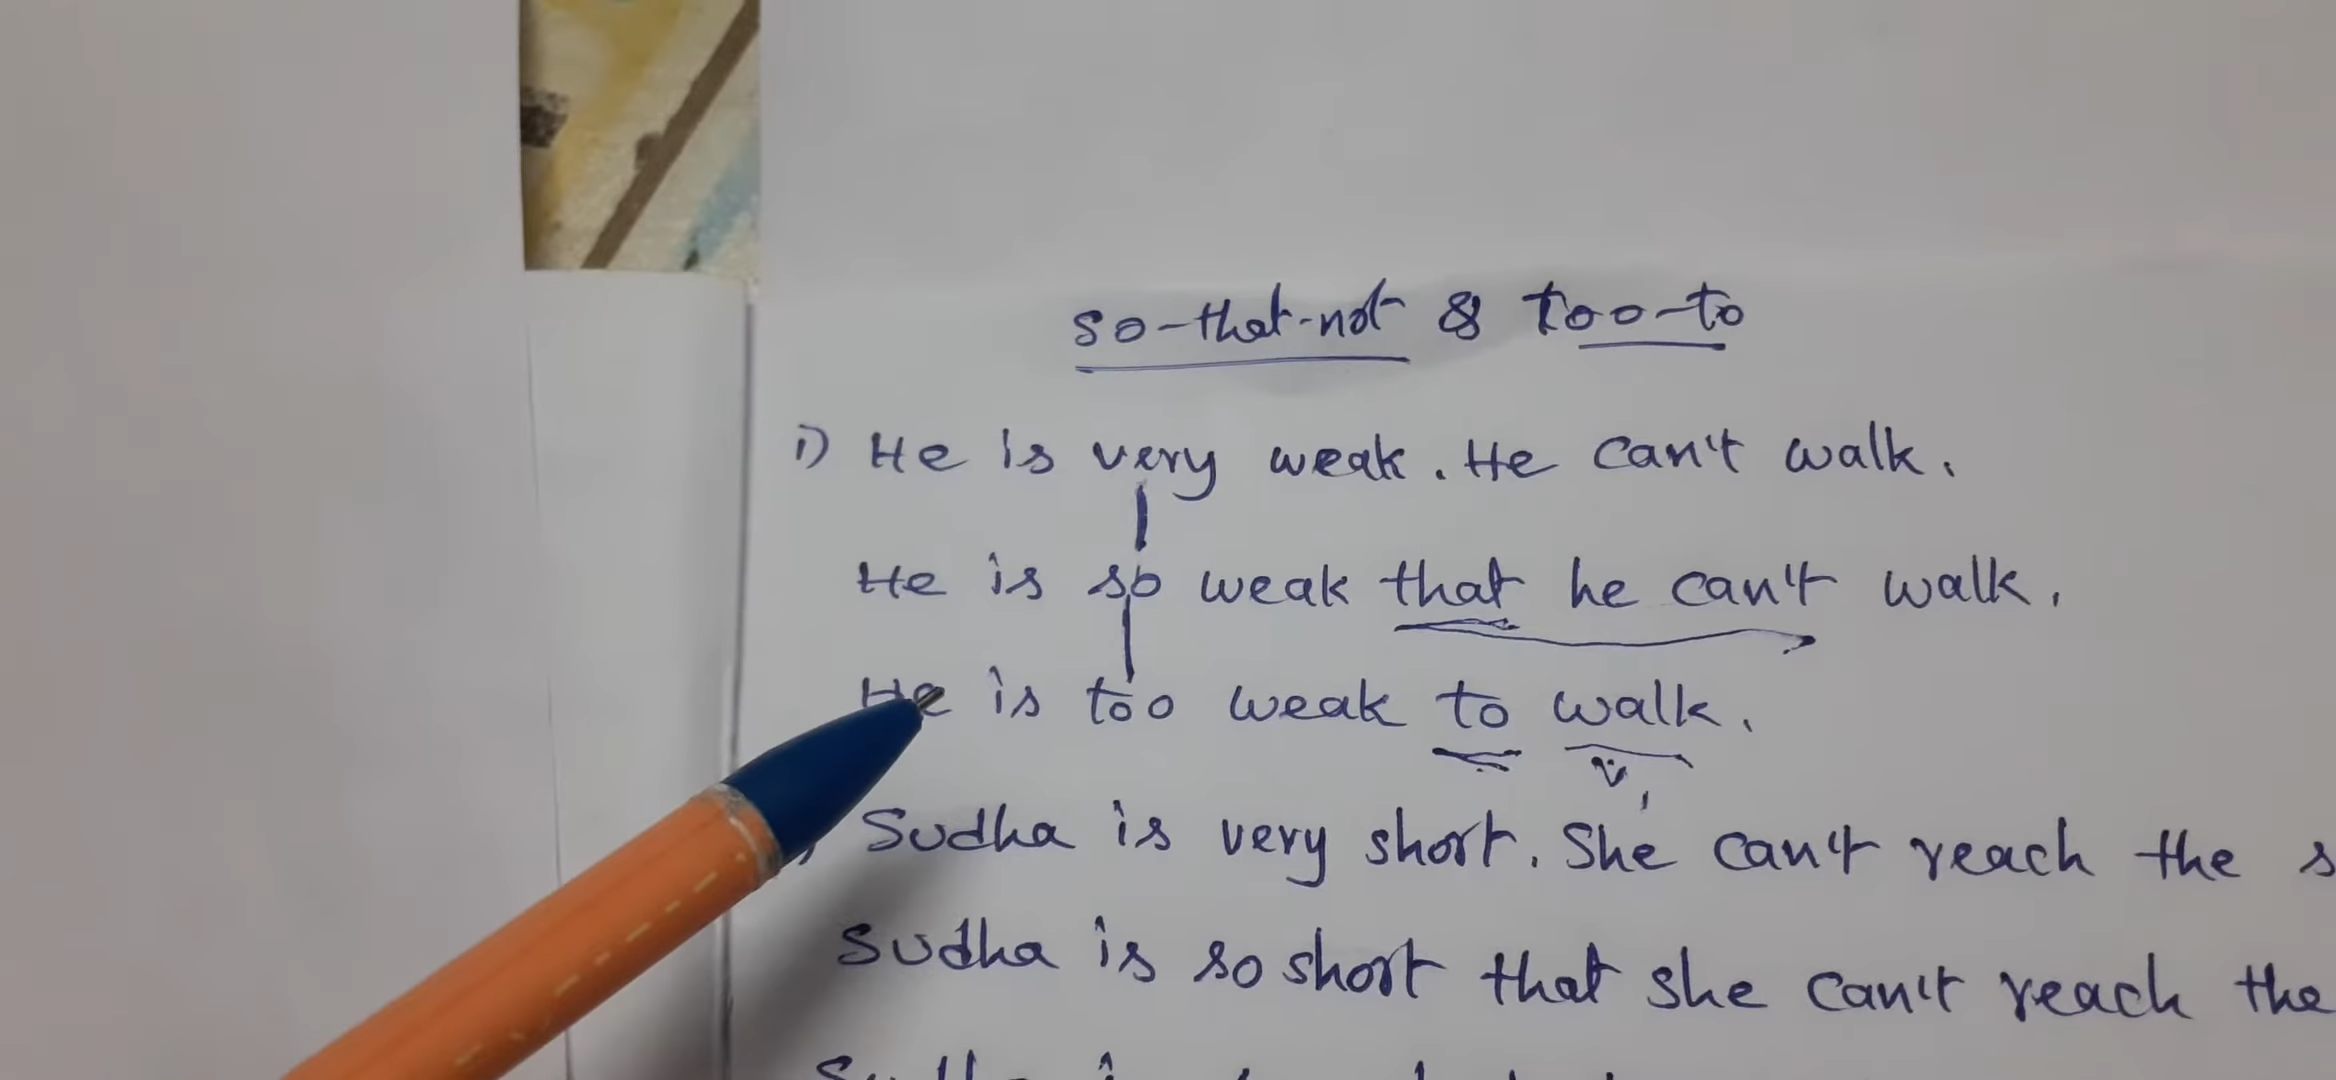 so-that-not & too-to
1) He is very weak. He can't walk.
He is so weak that he can't walk.
He is too weak to walk.
V1
Sudha is very short. She can't reach the s
Sudha is so short that she can't reach the